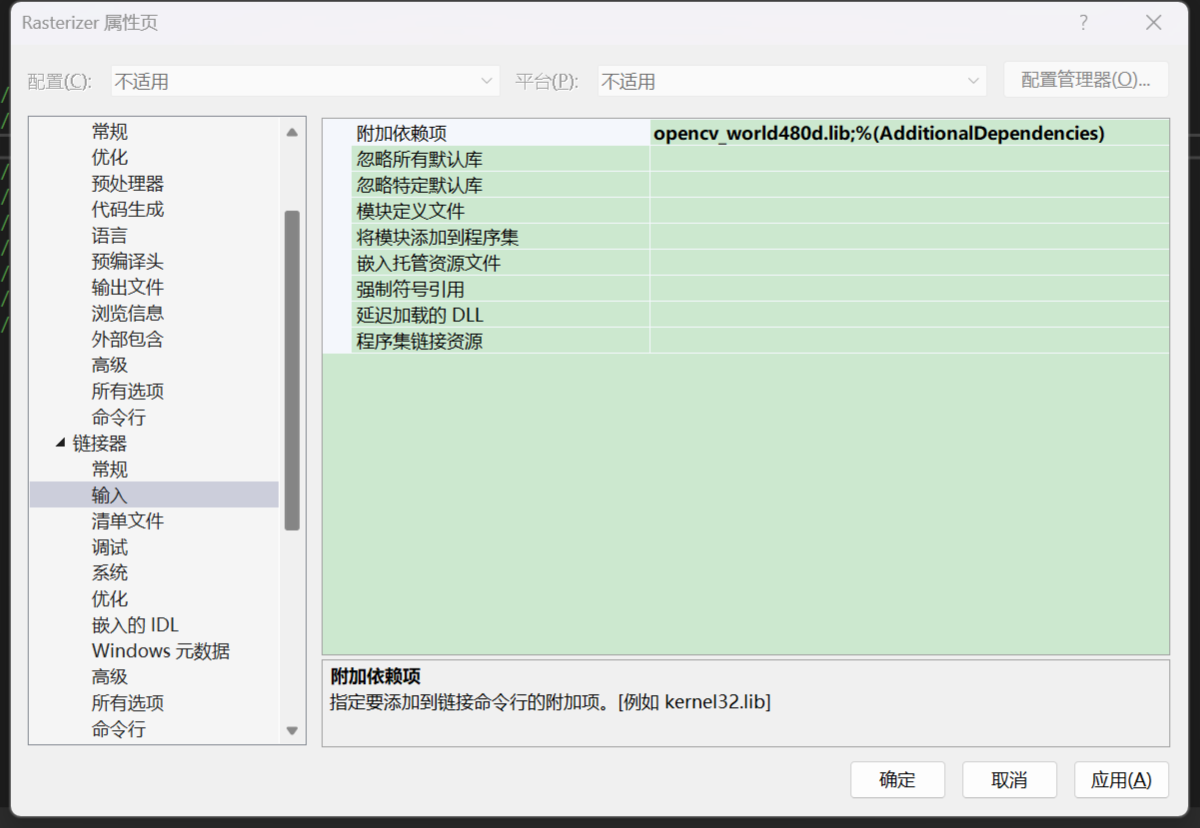 Rasterizer 属性页
配置(C): 不适用 平台(P): 不适用 配置管理器(O)...
常规
优化
预处理器
代码生成
语言
预编译头
输出文件
浏览信息
外部包含
高级
所有选项
命令行
链接器
常规
输入
清单文件
调试
系统
优化
嵌入的 IDL
Windows 元数据
高级
所有选项
命令行
附加依赖项 opencv_world480d.lib;%(AdditionalDependencies)
忽略所有默认库
忽略特定默认库
模块定义文件
将模块添加到程序集
嵌入托管资源文件
强制符号引用
延迟加载的 DLL
程序集链接资源
附加依赖项
指定要添加到链接命令行的附加项。[例如 kernel32.lib]
确定 取消 应用(A)